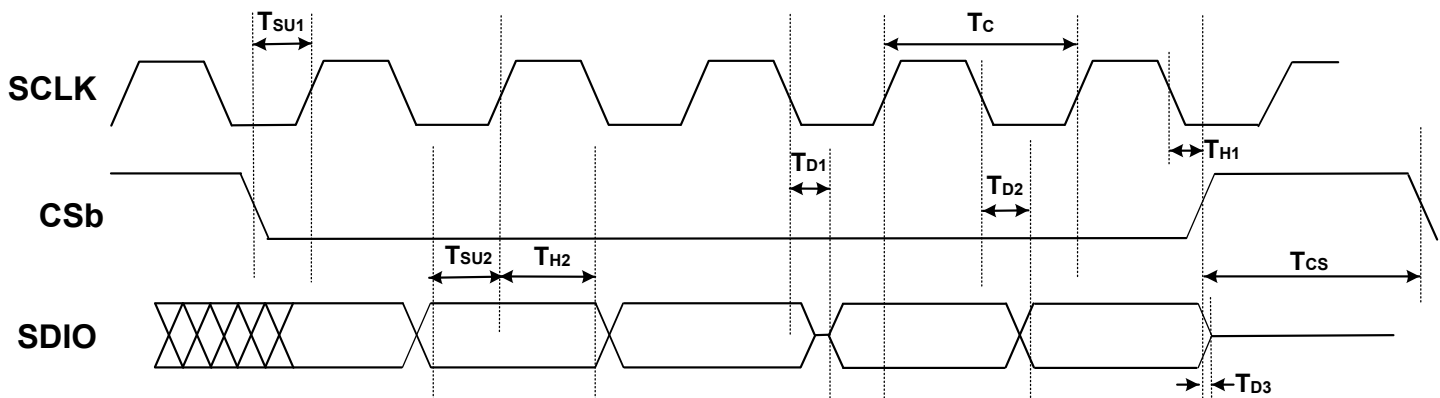 TSU1
TC
SCLK
TH1
TD1
TD2
CSb
TSU2
TH2
TCS
SDIO
TD3